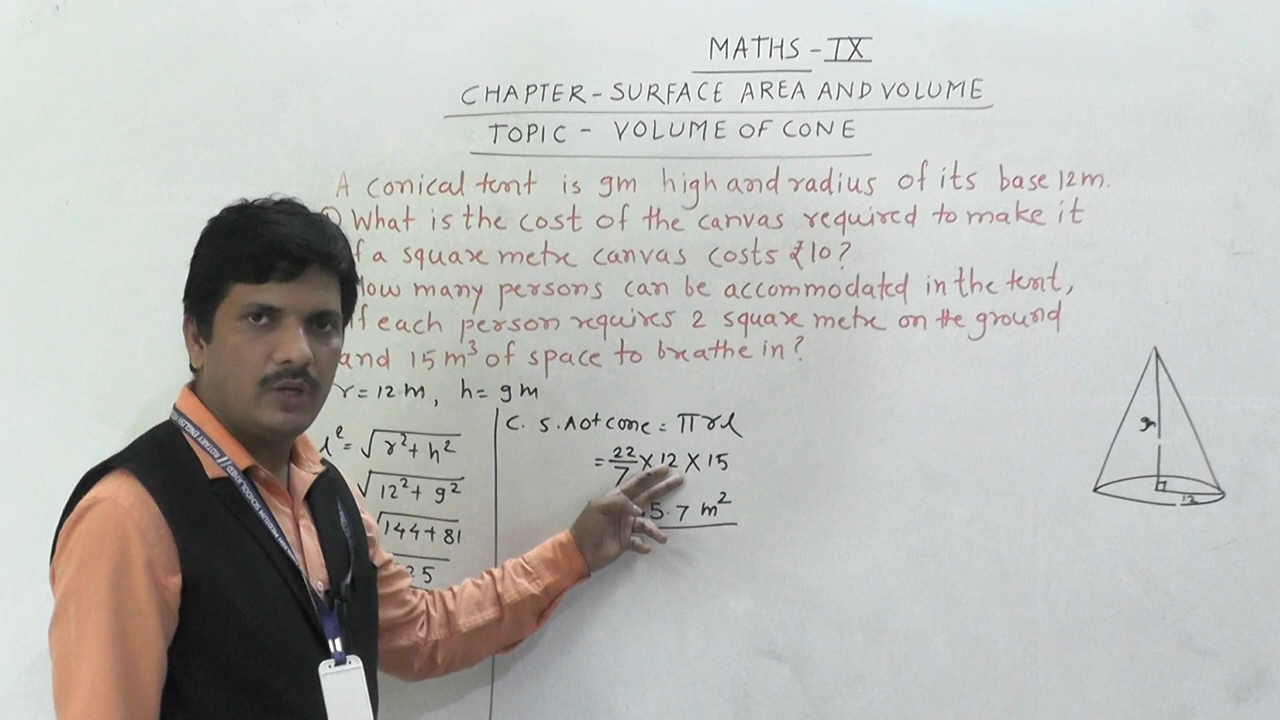 MATHS - IX
CHAPTER - SURFACE AREA AND VOLUME
TOPIC - VOLUME OF CONE
A conical tent is 9m high and radius of its base 12m.
What is the cost of the canvas required to make it
f a square metre canvas costs ₹10?
How many persons can be accommodated in the tent,
if each person requires 2 square metre on the ground
and 15 m³ of space to breathe in?
r = 12 m, h = 9 m
l = √r² + h²
√12² + 9²
√144 + 81
25
C. S. A of cone = πrl
= 22/7 × 12 × 15
5.7 m²
9
12